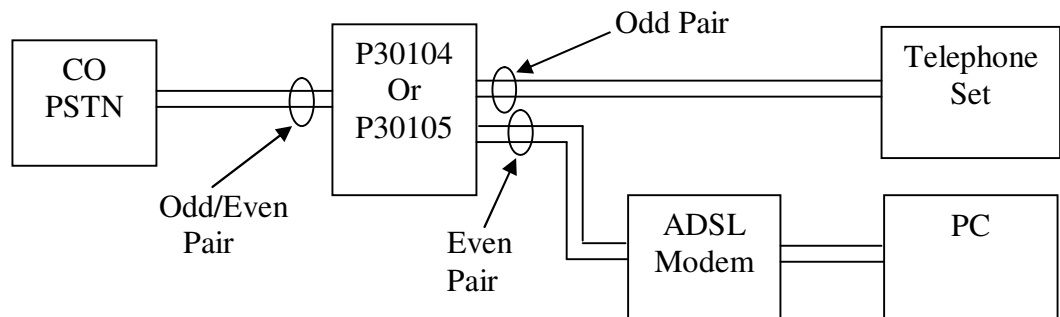 Odd Pair
CO
PSTN
P30104
Or
P30105
Telephone
Set
Odd/Even
Pair
Even
Pair
ADSL
Modem
PC